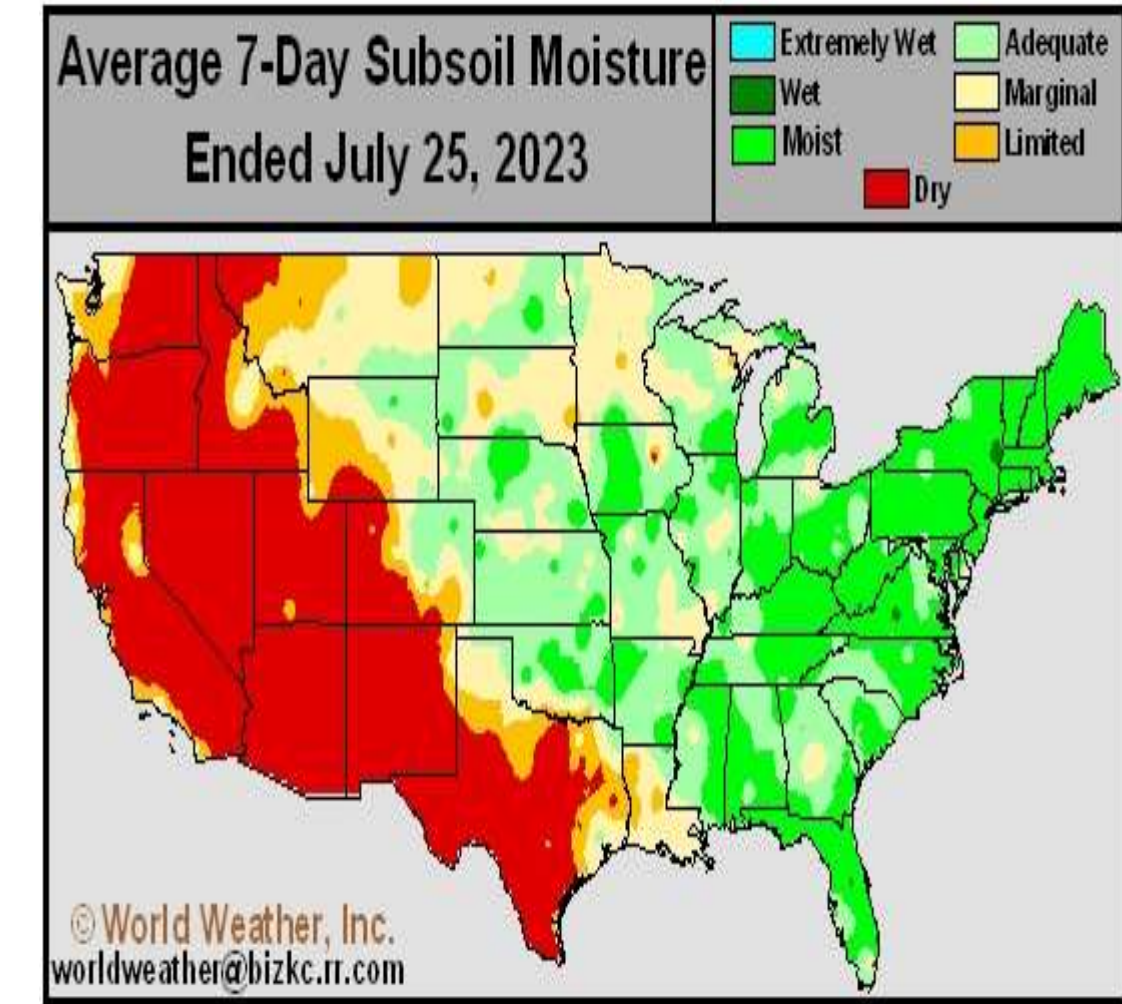 Average 7-Day Subsoil Moisture
Ended July 25, 2023
Extremely Wet
Adequate
Wet
Marginal
Moist
Limited
Dry
© World Weather, Inc.
worldweather@bizkc.rr.com